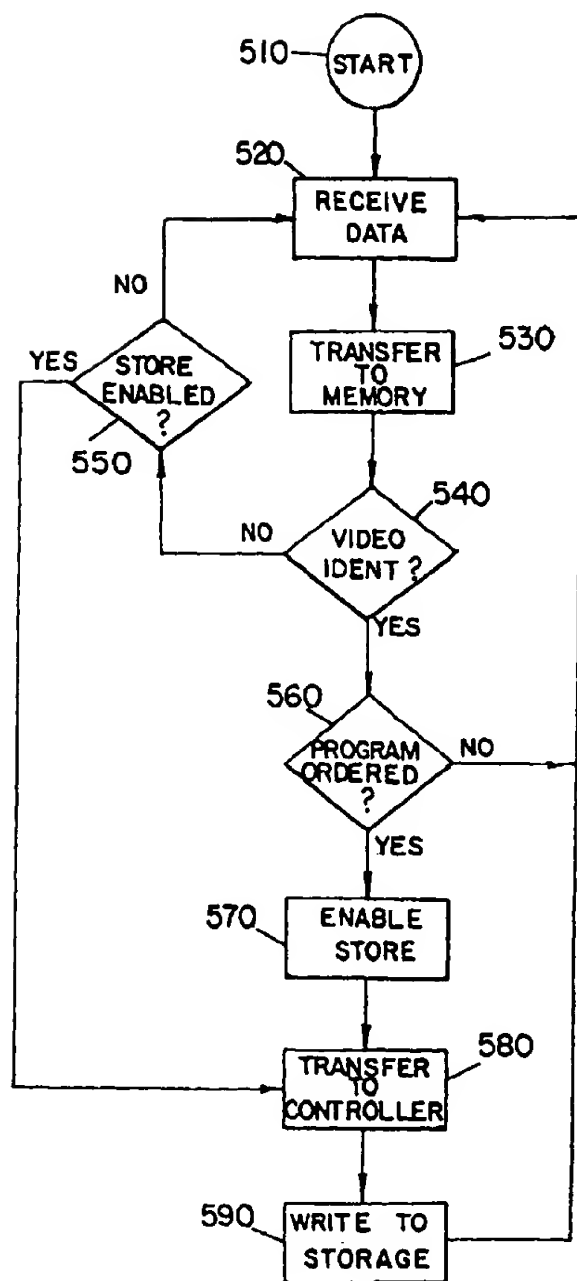 510
START
520
RECEIVE
DATA
NO
YES
STORE
ENABLED
?
550
TRANSFER
TO
MEMORY
530
540
NO
VIDEO
IDENT ?
YES
560
PROGRAM
ORDERED
?
NO
YES
570
ENABLE
STORE
580
TRANSFER
TO
CONTROLLER
590
WRITE TO
STORAGE